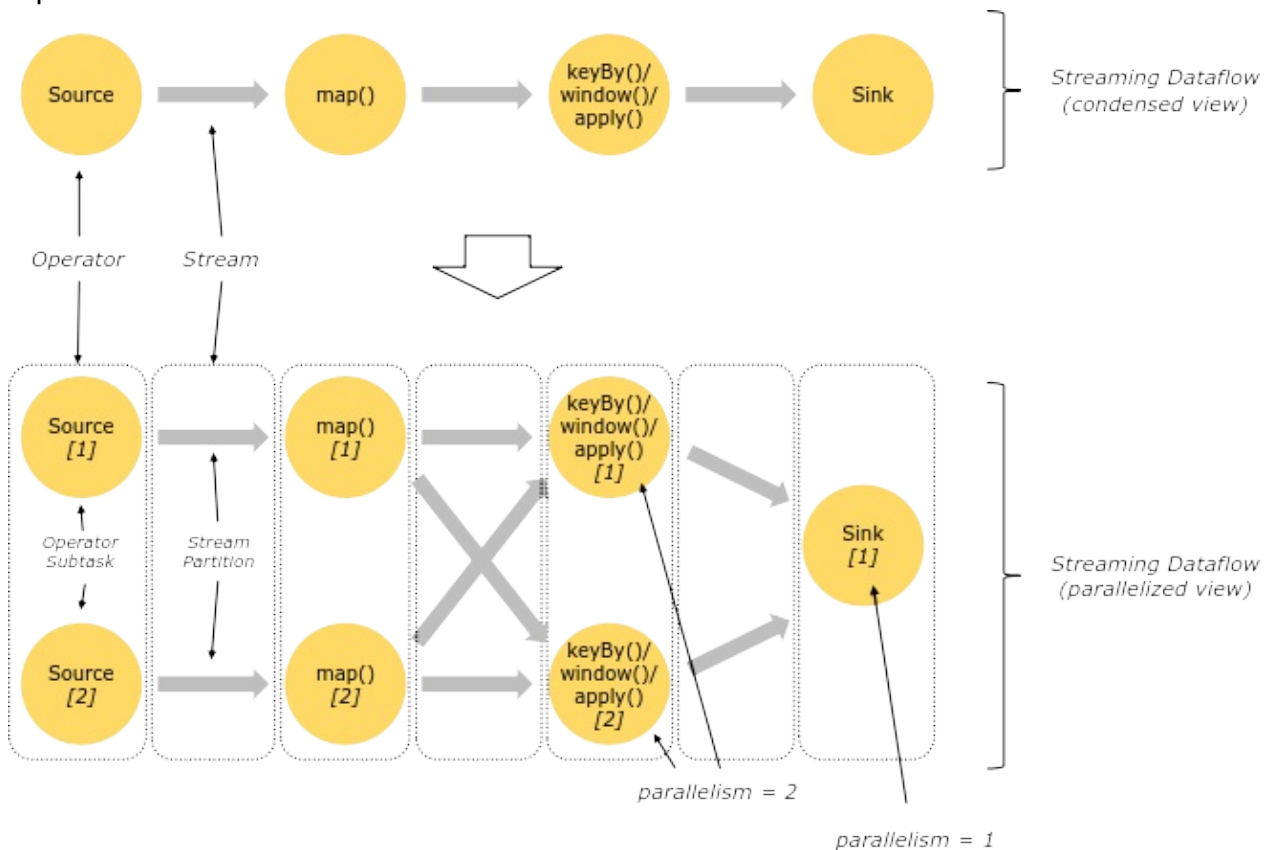 Source
map()
keyBy()/
window()/
apply()
Sink
Streaming Dataflow
(condensed view)
Operator
Stream
Source
[1]
map()
[1]
keyBy()/
window()/
apply()
[1]
Operator
Subtask
Stream
Partition
Sink
[1]
Streaming Dataflow
(parallelized view)
Source
[2]
map()
[2]
keyBy()/
window()/
apply()
[2]
parallelism = 2
parallelism = 1